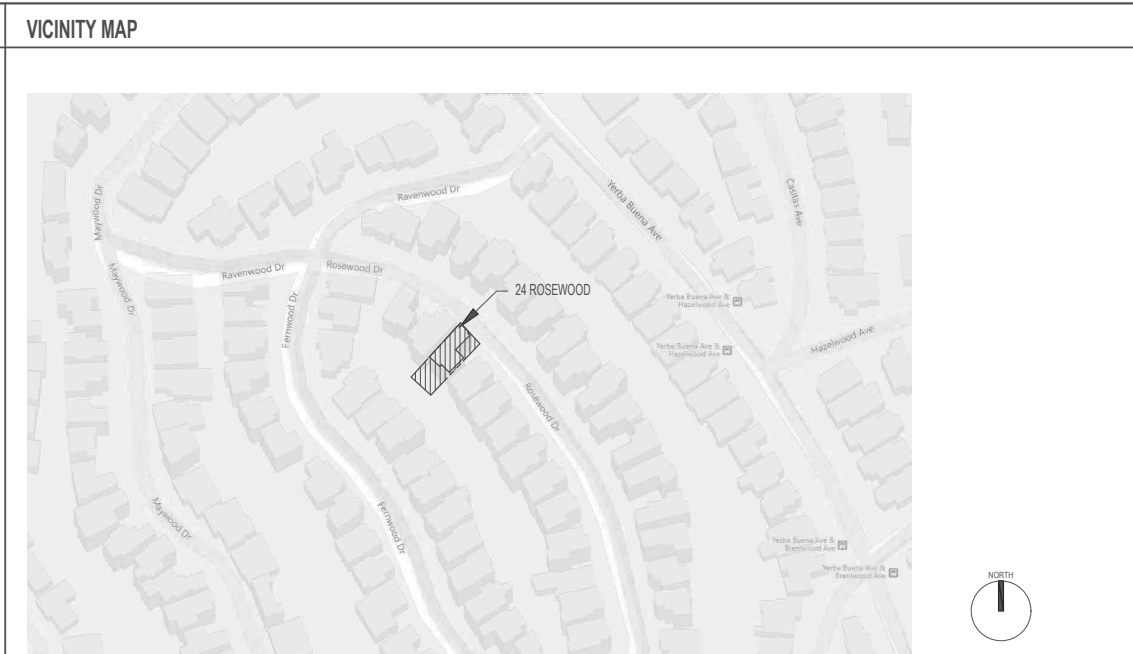 VICINITY MAP
Maywood Dr
Ravenwood Dr
Yerba Buena Ave
Casitas Ave
Ravenwood Dr
Rosewood Dr
Maywood Dr
Fernwood Dr
24 ROSEWOOD
Yerba Buena Ave &
Hazelwood Ave
Yerba Buena Ave &
Hazelwood Ave
Hazelwood Ave
Rosewood Dr
Maywood Dr
Fernwood Dr
Yerba Buena Ave &
Brentwood Ave
Yerba Buena Ave &
Brentwood Ave
NORTH